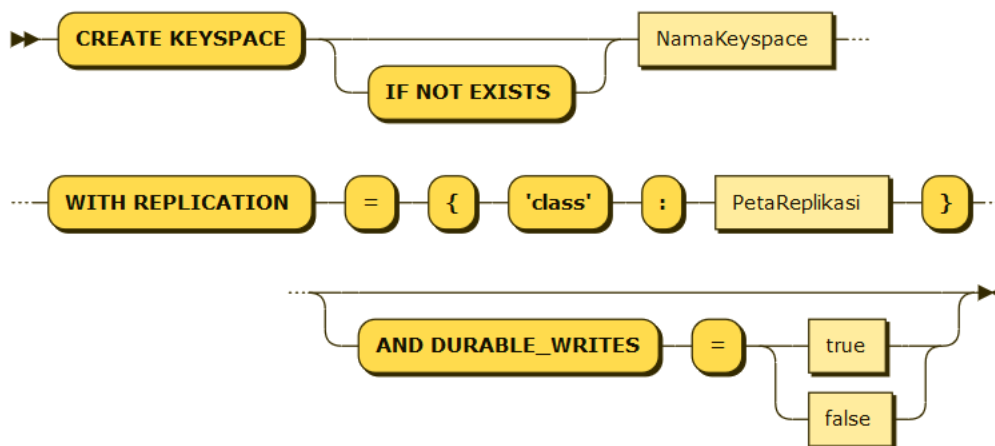 CREATE KEYSPACE NamaKeyspace
IF NOT EXISTS
WITH REPLICATION = { 'class' : PetaReplikasi }
AND DURABLE_WRITES = true
false